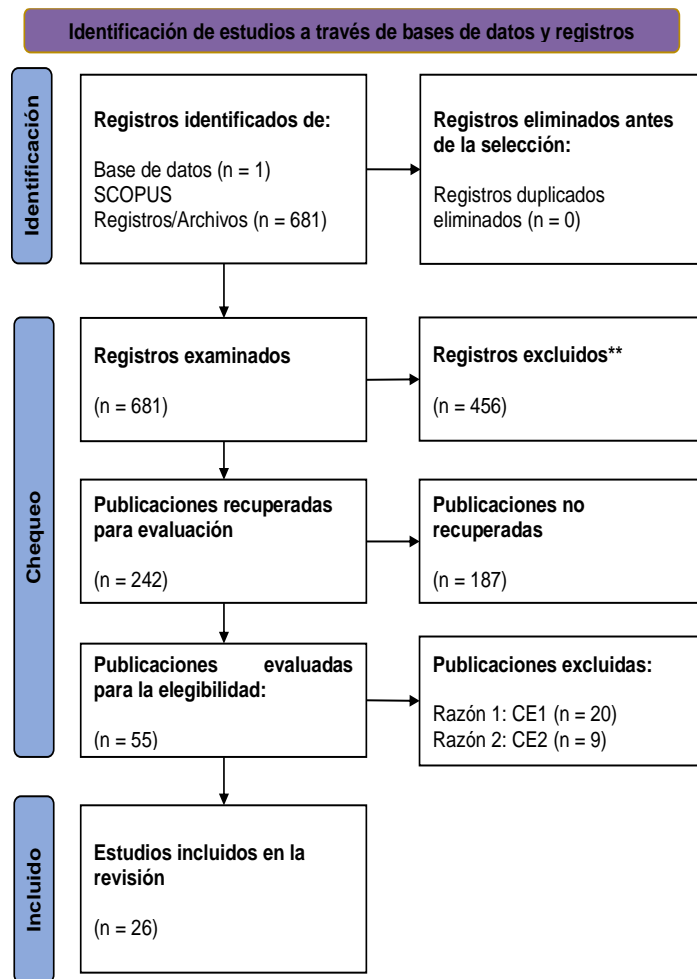 Identificación de estudios a través de bases de datos y registros
Identificación
Registros identificados de:
Base de datos (n = 1)
SCOPUS
Registros/Archivos (n = 681)
Registros eliminados antes
de la selección:
Registros duplicados
eliminados (n = 0)
Chequeo
Registros examinados
(n = 681)
Registros excluidos**
(n = 456)
Publicaciones recuperadas
para evaluación
(n = 242)
Publicaciones no
recuperadas
(n = 187)
Publicaciones evaluadas
para la elegibilidad:
(n = 55)
Publicaciones excluidas:
Razón 1: CE1 (n = 20)
Razón 2: CE2 (n = 9)
Incluido
Estudios incluidos en la
revisión
(n = 26)